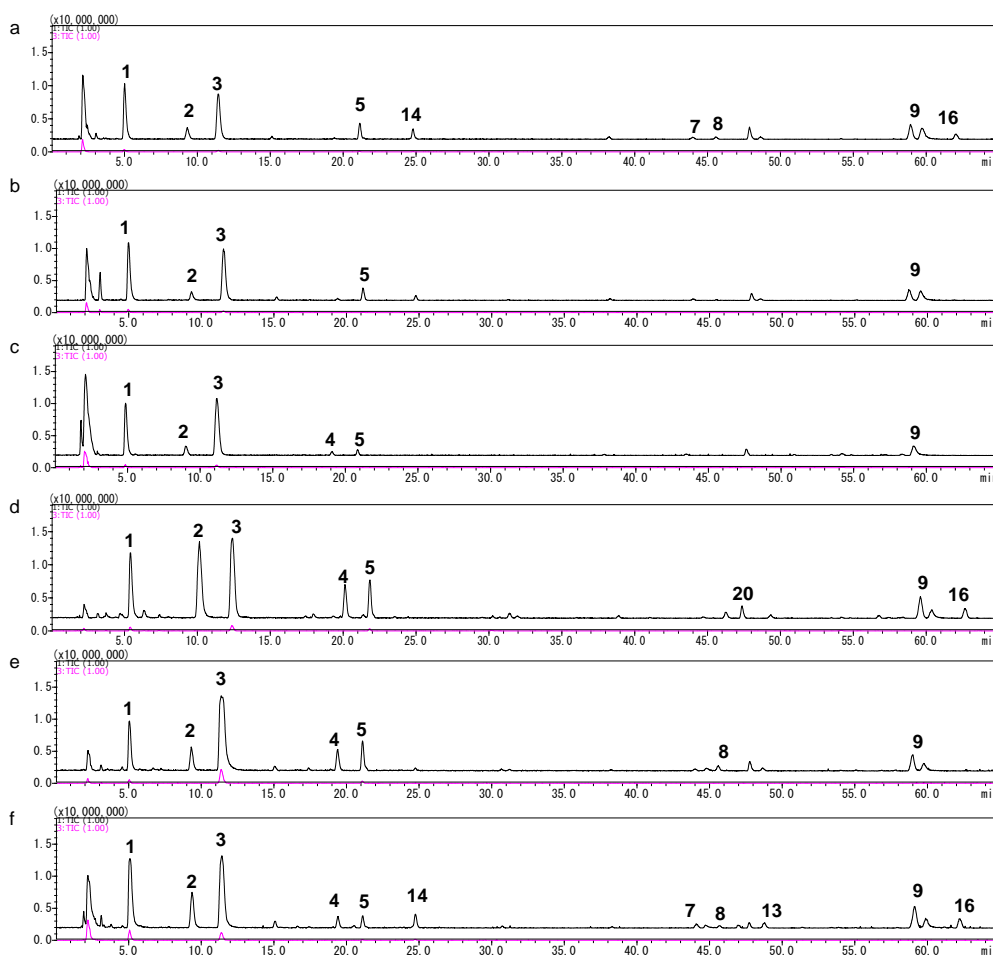 a
(x10,000,000)
1:TIC (1.00)
3:TIC (1.00)
1.5
1.0
0.5
0.0
1 2 3 5 14 7 8 9 16
5.0 10.0 15.0 20.0 25.0 30.0 35.0 40.0 45.0 50.0 55.0 60.0 mi
b
(x10,000,000)
1:TIC (1.00)
3:TIC (1.00)
1.5
1.0
0.5
0.0
1 2 3 5 9
5.0 10.0 15.0 20.0 25.0 30.0 35.0 40.0 45.0 50.0 55.0 60.0 mi
c
(x10,000,000)
1:TIC (1.00)
3:TIC (1.00)
1.5
1.0
0.5
0.0
1 2 3 4 5 9
5.0 10.0 15.0 20.0 25.0 30.0 35.0 40.0 45.0 50.0 55.0 60.0 mi
d
(x10,000,000)
1:TIC (1.00)
3:TIC (1.00)
1.5
1.0
0.5
0.0
1 2 3 4 5 20 9 16
5.0 10.0 15.0 20.0 25.0 30.0 35.0 40.0 45.0 50.0 55.0 60.0 mi
e
(x10,000,000)
1:TIC (1.00)
3:TIC (1.00)
1.5
1.0
0.5
0.0
1 2 3 4 5 8 9
5.0 10.0 15.0 20.0 25.0 30.0 35.0 40.0 45.0 50.0 55.0 60.0 mi
f
(x10,000,000)
1:TIC (1.00)
3:TIC (1.00)
1.5
1.0
0.5
0.0
1 2 3 4 5 14 7 8 13 9 16
5.0 10.0 15.0 20.0 25.0 30.0 35.0 40.0 45.0 50.0 55.0 60.0 mi